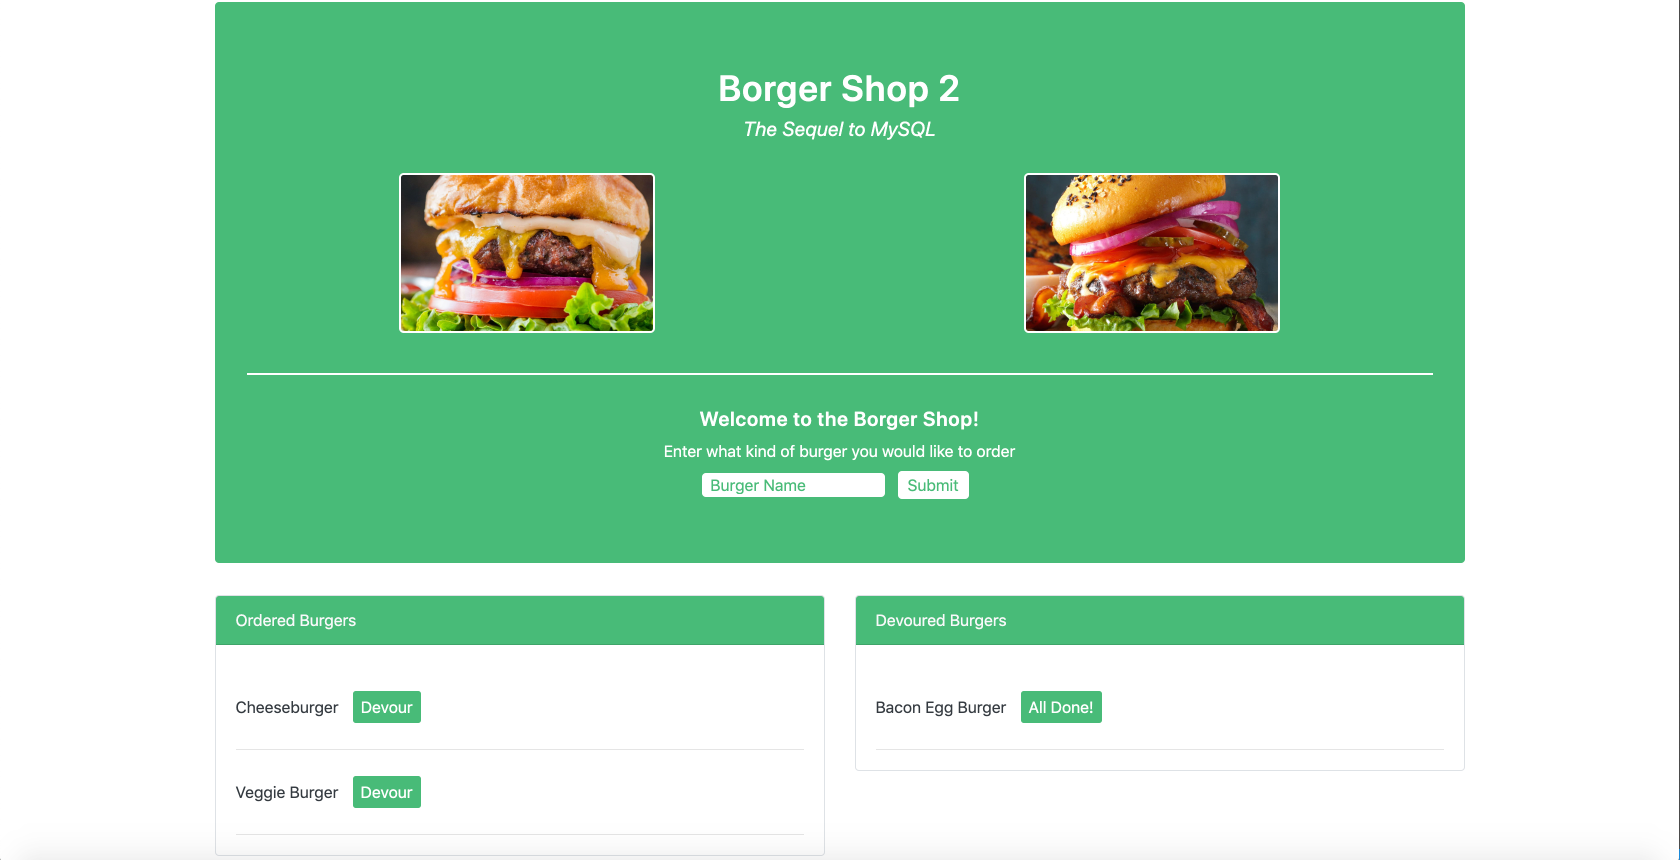 Borger Shop 2
The Sequel to MySQL
Welcome to the Borger Shop!
Enter what kind of burger you would like to order
Burger Name
Submit
Ordered Burgers
Cheeseburger Devour
Veggie Burger Devour
Devoured Burgers
Bacon Egg Burger All Done!